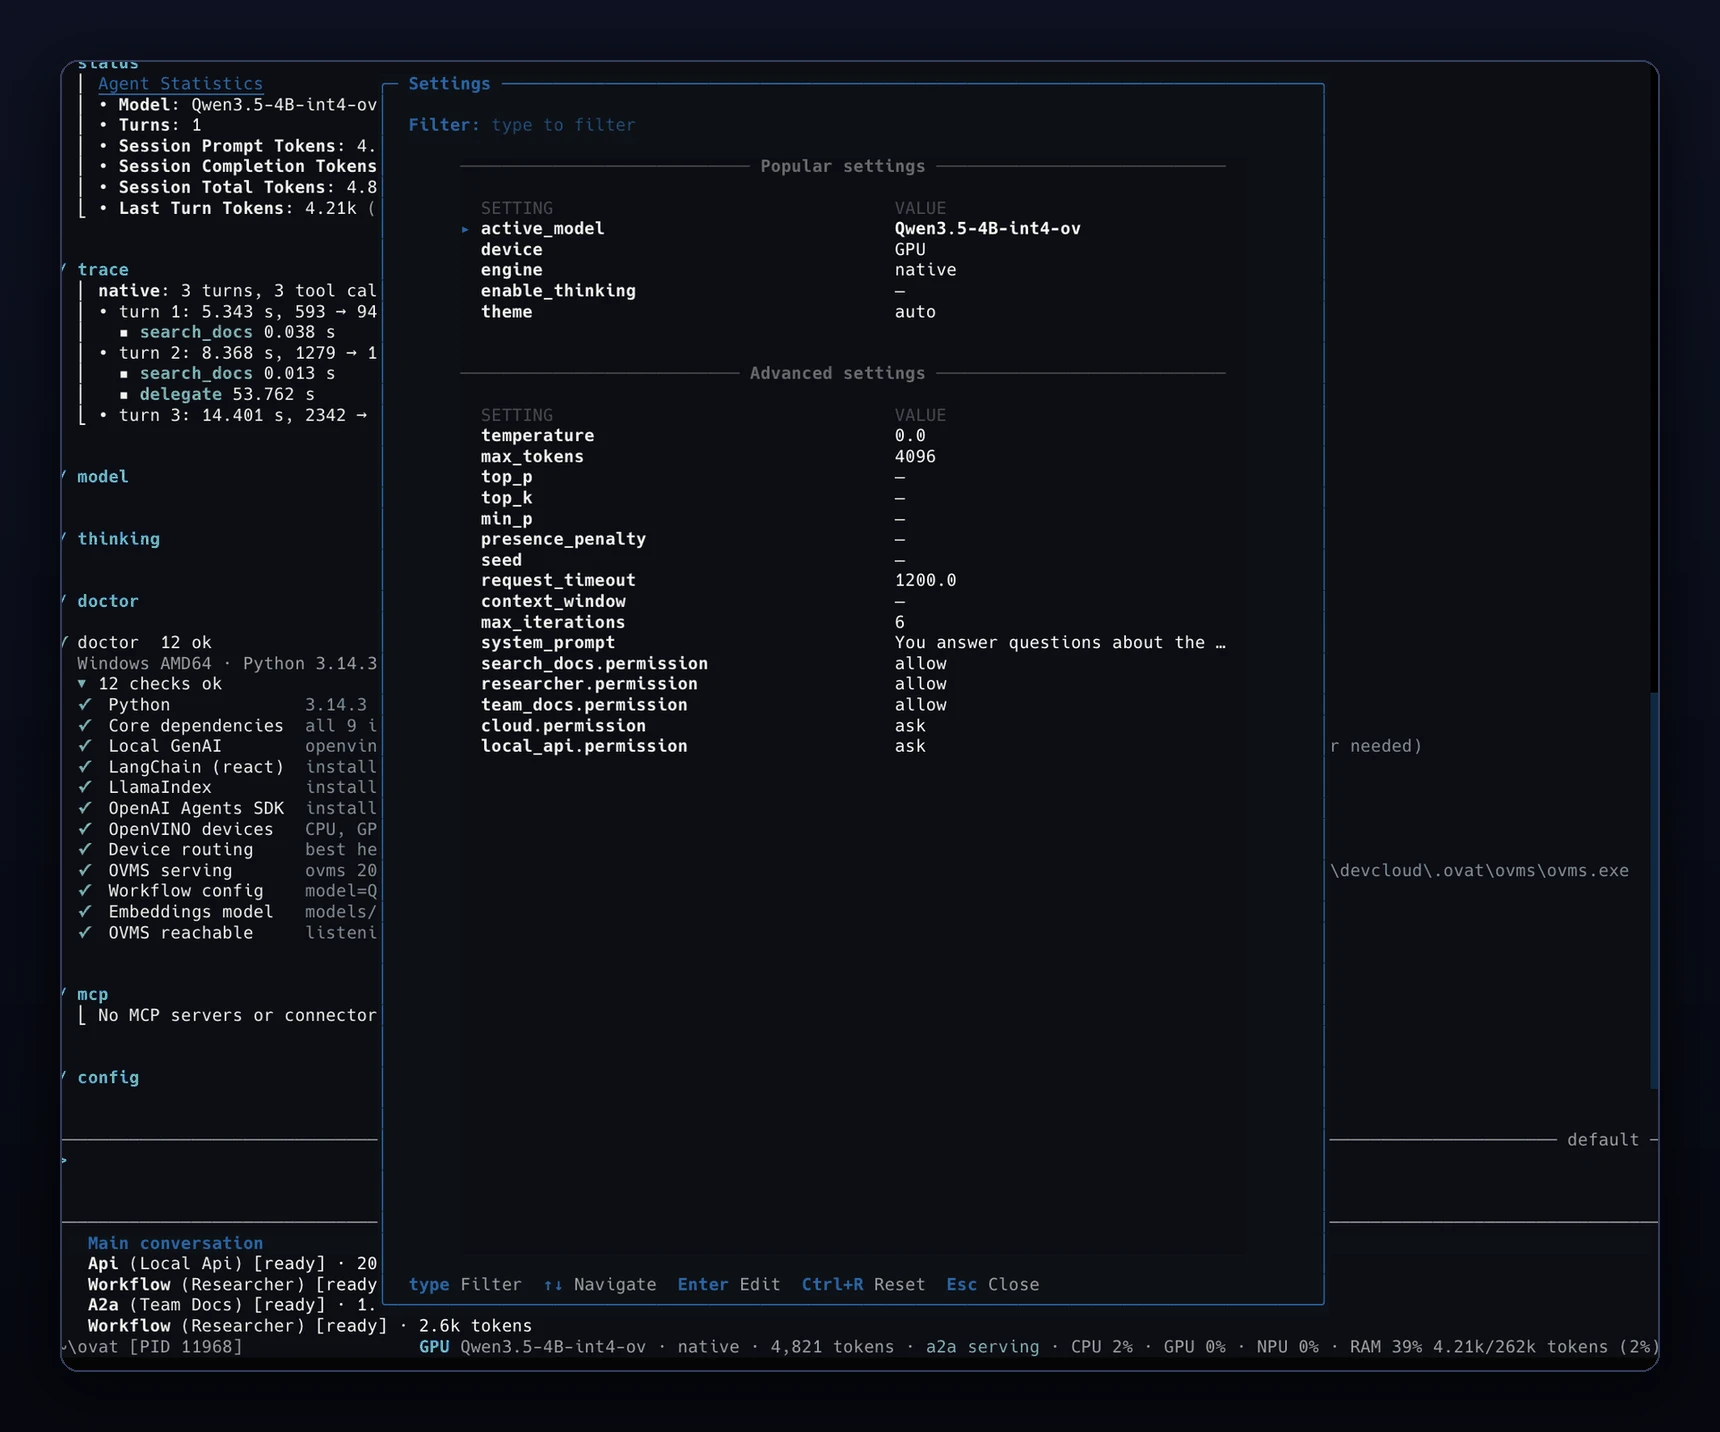 status
Agent Statistics
• Model: Qwen3.5-4B-int4-ov
• Turns: 1
• Session Prompt Tokens: 4.
• Session Completion Tokens
• Session Total Tokens: 4.8
• Last Turn Tokens: 4.21k (
trace
native: 3 turns, 3 tool cal
• turn 1: 5.343 s, 593 → 94
▪ search_docs 0.038 s
• turn 2: 8.368 s, 1279 → 1
▪ search_docs 0.013 s
▪ delegate 53.762 s
• turn 3: 14.401 s, 2342 →
/ model
/ thinking
/ doctor
doctor 12 ok
Windows AMD64 · Python 3.14.3
▼ 12 checks ok
✓ Python 3.14.3
✓ Core dependencies all 9 i
✓ Local GenAI openvin
✓ LangChain (react) install
✓ LlamaIndex install
✓ OpenAI Agents SDK install
✓ OpenVINO devices CPU, GP
✓ Device routing best he
✓ OVMS serving ovms 20
✓ Workflow config model=Q
✓ Embeddings model models/
✓ OVMS reachable listeni
/ mcp
No MCP servers or connector
/ config
Settings
Filter: type to filter
Popular settings
SETTING VALUE
▸ active_model Qwen3.5-4B-int4-ov
device GPU
engine native
enable_thinking —
theme auto
Advanced settings
SETTING VALUE
temperature 0.0
max_tokens 4096
top_p —
top_k —
min_p —
presence_penalty —
seed —
request_timeout 1200.0
context_window —
max_iterations 6
system_prompt You answer questions about the …
search_docs.permission allow
researcher.permission allow
team_docs.permission allow
cloud.permission ask
local_api.permission ask
type Filter ↑↓ Navigate Enter Edit Ctrl+R Reset Esc Close
r needed)
\devcloud\.ovat\ovms\ovms.exe
default
>
Main conversation
Api (Local Api) [ready] · 20
Workflow (Researcher) [ready
A2a (Team Docs) [ready] · 1.
Workflow (Researcher) [ready] · 2.6k tokens
\ovat [PID 11968] GPU Qwen3.5-4B-int4-ov · native · 4,821 tokens · a2a serving · CPU 2% · GPU 0% · NPU 0% · RAM 39% 4.21k/262k tokens (2%)